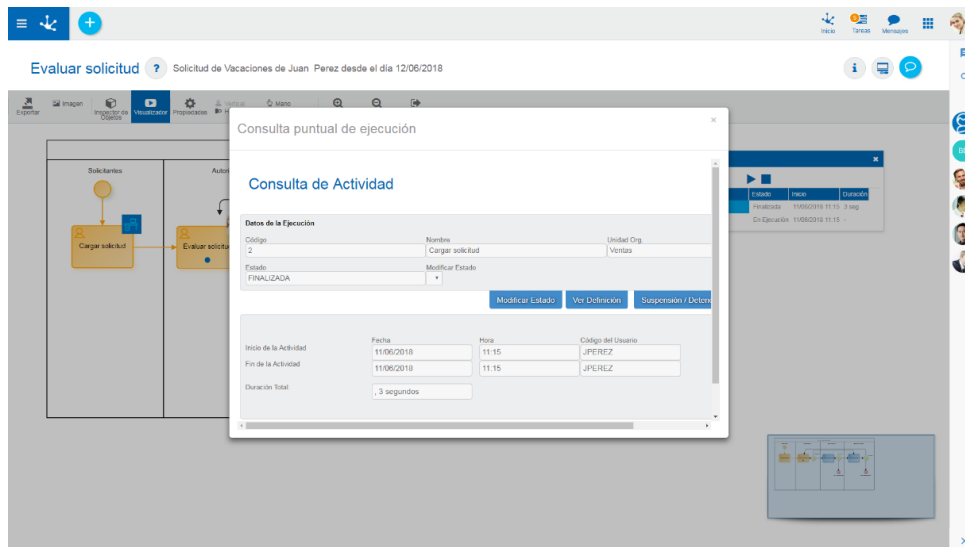 Inicio
Tareas
Mensajes
Evaluar solicitud ? Solicitud de Vacaciones de Juan Perez desde el día 12/06/2018
Exportar
Imagen
Inspector de Objetos
Visualizador
Propiedades
Vertical
Mano
Solicitantes
Cargar solicitud
Evaluar
Consulta puntual de ejecución
×
Consulta de Actividad
Datos de la Ejecución
Código Nombre Unidad Org.
2 Cargar solicitud Ventas
Estado Modificar Estado
FINALIZADA
Modificar Estado Ver Definición Suspensión /
Fecha Hora Código del Usuario
Inicio de la Actividad 11/06/2018 11:15 JPEREZ
Fin de la Actividad 11/06/2018 11:15 JPEREZ
Duración Total , 3 segundos
Estado Inicio Duración
Finalizada 11/06/2018 11:15 3 seg
En Ejecución 11/06/2018 11:15 -